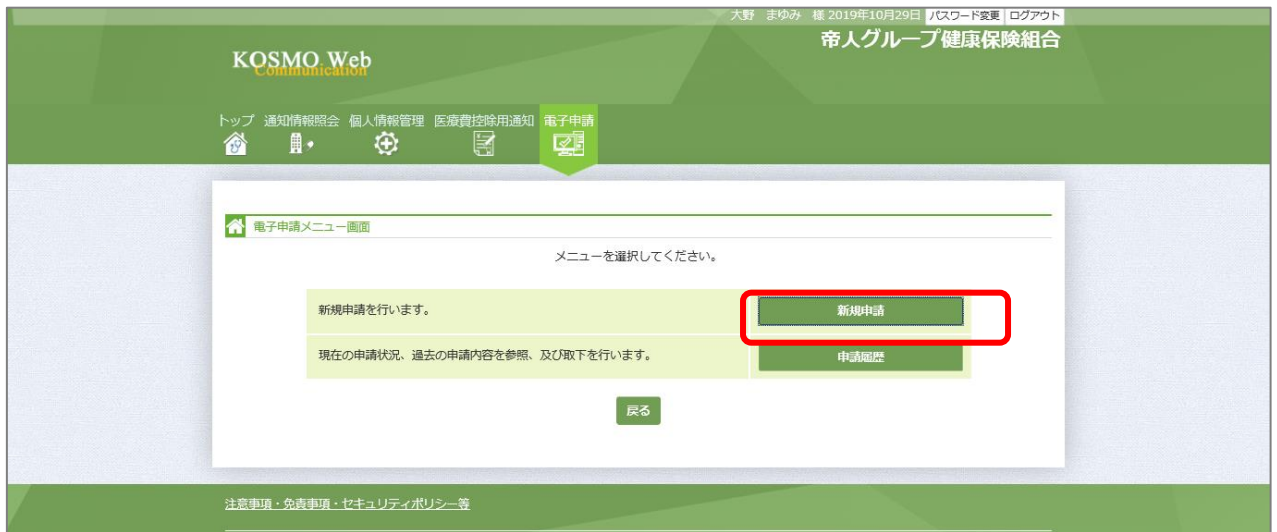 大野 まゆみ 様 2019年10月29日 パスワード変更 ログアウト
帝人グループ健康保険組合
KOSMO Web
Communication
トップ 通知情報照会 個人情報管理 医療費控除用通知 電子申請
電子申請メニュー画面
メニューを選択してください。
新規申請を行います。 新規申請
現在の申請状況、過去の申請内容を参照、及び取下を行います。 申請履歴
戻る
注意事項・免責事項・セキュリティポリシー等